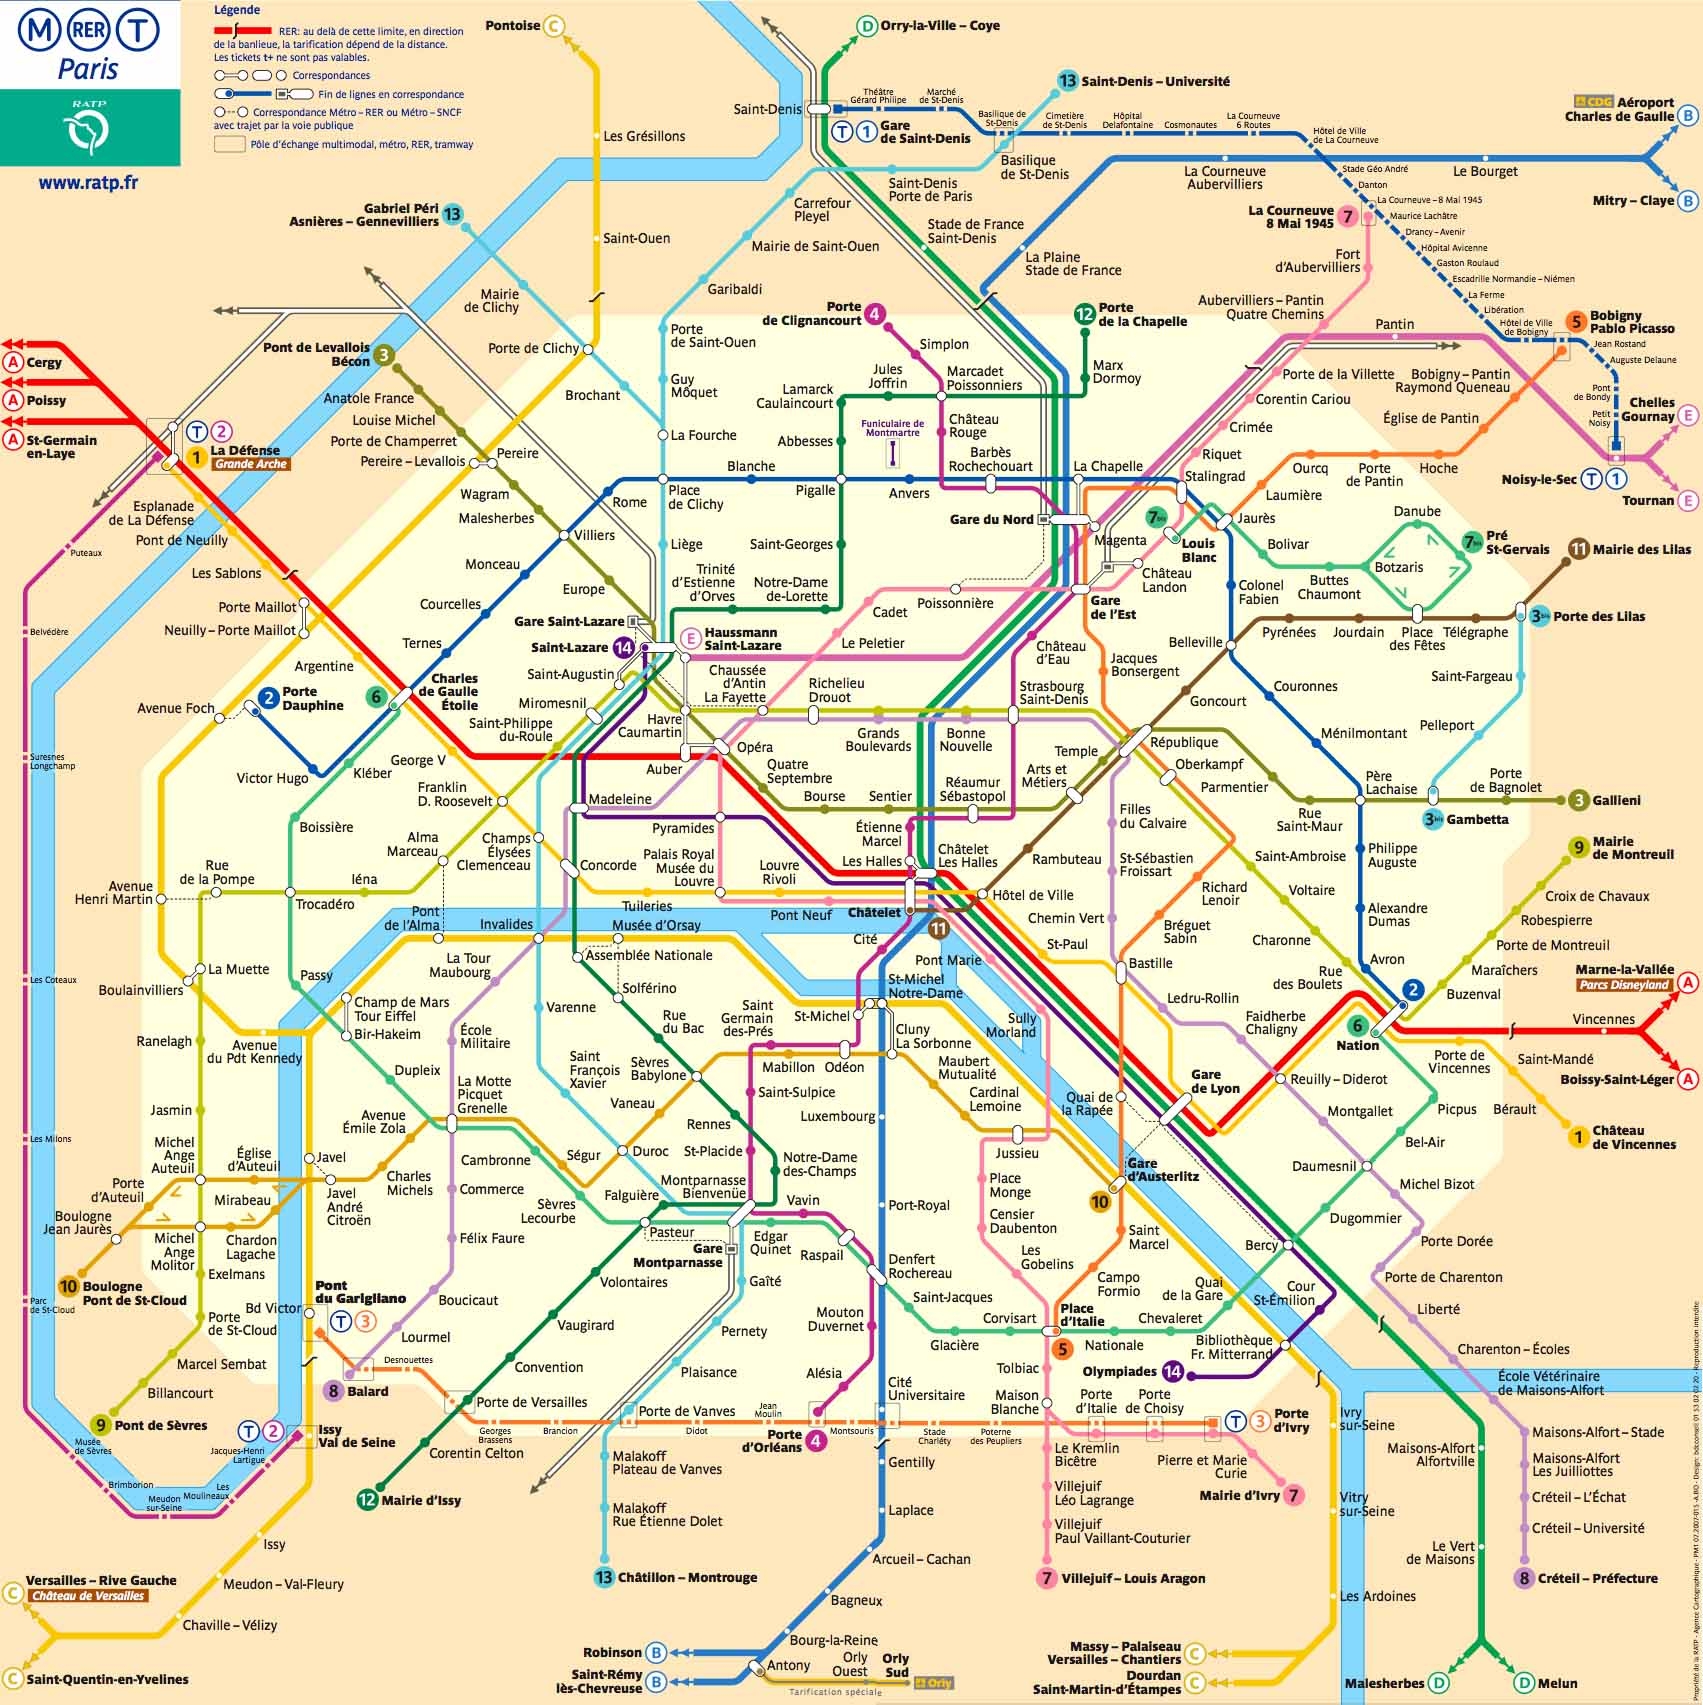 M RER T
Paris
RATP
www.ratp.fr
Légende
RER: au delà de cette limite, en direction
de la banlieue, la tarification dépend de la distance.
Les tickets t+ ne sont pas valables.
Correspondances
Fin de lignes en correspondance
Correspondance Métro – RER ou Métro – SNCF
avec trajet par la voie publique
Pôle d'échange multimodal, métro, RER, tramway
Pontoise C
D Orry-la-Ville – Coye
Les Grésillons
Saint-Ouen
Saint-Denis
T 1 Gare
de Saint-Denis
Théâtre
Gérard Philipe
Marché
de St-Denis
Basilique de
St-Denis
Cimetière
de St-Denis
Hôpital
Delafontaine
Cosmonautes
La Courneuve
6 Routes
Hôtel de Ville
de La Courneuve
Stade Géo André
Danton
La Courneuve – 8 Mai 1945
Maurice Lachâtre
Drancy – Avenir
Hôpital Avicenne
Gaston Roulaud
Escadrille Normandie – Niémen
La Ferme
Libération
Hôtel de Ville
de Bobigny
Jean Rostand
Auguste Delaune
Pont
de Bondy
Petit
Noisy
Noisy-le-Sec T 1
13 Saint-Denis – Université
Basilique
de St-Denis
Saint-Denis
Porte de Paris
Carrefour
Pleyel
Mairie de Saint-Ouen
Garibaldi
Porte
de Saint-Ouen
Guy
Môquet
La Fourche
Gabriel Péri
Asnières – Gennevilliers 13
Mairie
de Clichy
Porte de Clichy
Brochant
CDG Aéroport
Charles de Gaulle B
Mitry – Claye B
La Courneuve
Aubervilliers
Le Bourget
La Plaine
Stade de France
Stade de France
Saint-Denis
La Courneuve
8 Mai 1945 7
Fort
d'Aubervilliers
Aubervilliers – Pantin
Quatre Chemins
Porte de la Villette
Corentin Cariou
Crimée
Riquet
Stalingrad
Pantin
5 Bobigny
Pablo Picasso
Bobigny – Pantin
Raymond Queneau
Église de Pantin
Hoche
Porte
de Pantin
Ourcq
Laumière
Jaurès
Chelles
Gournay E
Tournan E
Porte
de Clignancourt 4
Simplon
Marcadet
Poissonniers
Château
Rouge
Barbès
Rochechouart
12 Porte
de la Chapelle
Marx
Dormoy
Jules
Joffrin
Lamarck
Caulaincourt
Abbesses
Funiculaire de
Montmartre
Pigalle
Saint-Georges
Notre-Dame
de-Lorette
Trinité
d'Estienne
d'Orves
Pont de Levallois
Bécon 3
Anatole France
Louise Michel
Porte de Champerret
Pereire – Levallois
Pereire
Wagram
Malesherbes
Villiers
Europe
A Cergy
A Poissy
A St-Germain
en-Laye
T 2
1 La Défense
Grande Arche
Esplanade
de La Défense
Pont de Neuilly
Les Sablons
Porte Maillot
Neuilly – Porte Maillot
Argentine
Puteaux
Belvédère
Suresnes
Longchamp
Les Coteaux
Les Milons
Parc
de St-Cloud
Musée
de Sèvres
Brimborion
Meudon
sur-Seine
Les
Moulineaux
Jacques-Henri
Lartigue
T 2 Issy
Val de Seine
Rome
Place
de Clichy
Blanche
Anvers
La Chapelle
Liège
Monceau
Courcelles
Ternes
6 Charles
de Gaulle
Étoile
2 Porte
Dauphine
Avenue Foch
Victor Hugo
Kléber
Boissière
Trocadéro
Passy
Gare du Nord
Magenta
7bis Louis
Blanc
Château
Landon
Gare
de l'Est
Bolivar
Buttes
Chaumont
Botzaris
Danube
7bis Pré
St-Gervais
Place
des Fêtes
11 Mairie des Lilas
3bis Porte des Lilas
Télégraphe
Jourdain
Pyrénées
Belleville
Colonel
Fabien
Couronnes
Ménilmontant
Père
Lachaise
Goncourt
Saint-Fargeau
Pelleport
3bis Gambetta
Porte
de Bagnolet
3 Gallieni
Poissonnière
Cadet
Le Peletier
Chaussée
d'Antin
La Fayette
Gare Saint-Lazare
Saint-Lazare 14
E Haussmann
Saint-Lazare
Saint-Augustin
Miromesnil
Saint-Philippe
du-Roule
Havre
Caumartin
Auber
Opéra
Quatre
Septembre
Bourse
Sentier
Réaumur
Sébastopol
Arts et
Métiers
Temple
République
Richelieu
Drouot
Grands
Boulevards
Bonne
Nouvelle
Strasbourg
Saint-Denis
Château
d'Eau
Jacques
Bonsergent
Parmentier
Rue
Saint-Maur
Oberkampf
Filles
du Calvaire
St-Sébastien
Froissart
Chemin Vert
Richard
Lenoir
Bréguet
Sabin
Bastille
Saint-Ambroise
Voltaire
Charonne
Rue
des Boulets
Philippe
Auguste
Alexandre
Dumas
Avron
2
6
Nation
Buzenval
Maraîchers
Porte de Montreuil
Robespierre
Croix de Chavaux
9 Mairie
de Montreuil
George V
Franklin
D. Roosevelt
Alma
Marceau
Champs
Élysées
Clemenceau
Iéna
Rue
de la Pompe
Avenue
Henri Martin
La Muette
Boulainvilliers
Ranelagh
Jasmin
Michel
Ange
Auteuil
Madeleine
Concorde
Pyramides
Palais Royal
Musée du
Louvre
Louvre
Rivoli
Tuileries
Pont Neuf
Étienne
Marcel
Les Halles
Châtelet
Les Halles
Châtelet
11
Rambuteau
Hôtel de Ville
St-Paul
Pont Marie
Sully
Morland
Cité
St-Michel
Notre-Dame
St-Michel
Cluny
La Sorbonne
Maubert
Mutualité
Cardinal
Lemoine
Jussieu
Pont
de l'Alma
Invalides
Musée d'Orsay
Assemblée Nationale
Solférino
Rue
du Bac
Sèvres
Babylone
Saint
Germain
des-Prés
Mabillon
Odéon
Saint-Sulpice
St-Placide
Rennes
Vaneau
La Tour
Maubourg
Varenne
École
Militaire
Saint
François
Xavier
Champ de Mars
Tour Eiffel
Bir-Hakeim
Avenue
du Pdt Kennedy
Dupleix
La Motte
Picquet
Grenelle
Avenue
Émile Zola
Charles
Michels
Cambronne
Ségur
Duroc
Commerce
Félix Faure
Boucicaut
Lourmel
Javel
Javel
André
Citroën
Église
d'Auteuil
Mirabeau
Porte
d'Auteuil
Boulogne
Jean Jaurès
Michel
Ange
Molitor
Chardon
Lagache
10 Boulogne
Pont de St-Cloud
Exelmans
Porte
de St-Cloud
Marcel Sembat
Billancourt
9 Pont de Sèvres
Pont
du Garigliano
Bd Victor
T 3
8 Balard
Desnouettes
Porte de Versailles
Georges
Brassens
Brancion
Porte de Vanves
Didot
Jean
Moulin
Porte
d'Orléans 4
Montsouris
Cité
Universitaire
Stade
Charléty
Poterne
des Peupliers
Porte
d'Italie
Porte
de Choisy
T 3 Porte
d'Ivry
Sèvres
Lecourbe
Falguière
Pasteur
Montparnasse
Bienvenüe
Gare
Montparnasse
Notre-Dame
des-Champs
Vavin
Edgar
Quinet
Raspail
Gaîté
Pernety
Plaisance
Volontaires
Vaugirard
Convention
Corentin Celton
12 Mairie d'Issy
Malakoff
Plateau de Vanves
Malakoff
Rue Étienne Dolet
13 Châtillon – Montrouge
Luxembourg
Port-Royal
Denfert
Rochereau
Mouton
Duvernet
Alésia
Saint-Jacques
Glacière
Corvisart
Place
d'Italie
5
Nationale
Chevaleret
Quai
de la Gare
Bercy
Dugommier
Daumesnil
Bel-Air
Picpus
Place
Monge
Censier
Daubenton
Les
Gobelins
Tolbiac
Maison
Blanche
Le Kremlin
Bicêtre
Villejuif
Léo Lagrange
Villejuif
Paul Vaillant-Couturier
7 Villejuif – Louis Aragon
Pierre et Marie
Curie
Mairie d'Ivry 7
Quai de
la Rapée
Gare
d'Austerlitz
10
Saint
Marcel
Campo
Formio
Gare
de Lyon
Cour
St-Émilion
Bibliothèque
Fr. Mitterrand
Olympiades 14
Ledru-Rollin
Faidherbe
Chaligny
Reuilly – Diderot
Montgallet
Michel Bizot
Porte Dorée
Porte de Charenton
Liberté
Charenton – Écoles
École Vétérinaire
de Maisons-Alfort
Maisons-Alfort – Stade
Maisons-Alfort
Les Juilliottes
Créteil – L'Échat
Créteil – Université
8 Créteil – Préfecture
Porte de
Vincennes
Saint-Mandé
Bérault
1 Château
de Vincennes
Vincennes
Marne-la-Vallée A
Parcs Disneyland
Boissy-Saint-Léger A
Ivry
sur-Seine
Vitry
sur-Seine
Les Ardoines
Maisons-Alfort
Alfortville
Le Vert
de Maisons
Malesherbes D
D Melun
Massy – Palaiseau
Versailles – Chantiers C
Dourdan
Saint-Martin-d'Étampes C
Gentilly
Laplace
Arcueil – Cachan
Bagneux
Bourg-la-Reine
Antony
Orly
Ouest
Orly
Sud
Orly
Tarification spéciale
Robinson B
Saint-Rémy
lès-Chevreuse B
Issy
Meudon – Val-Fleury
Chaville – Vélizy
C Versailles – Rive Gauche
Château de Versailles
C Saint-Quentin-en-Yvelines